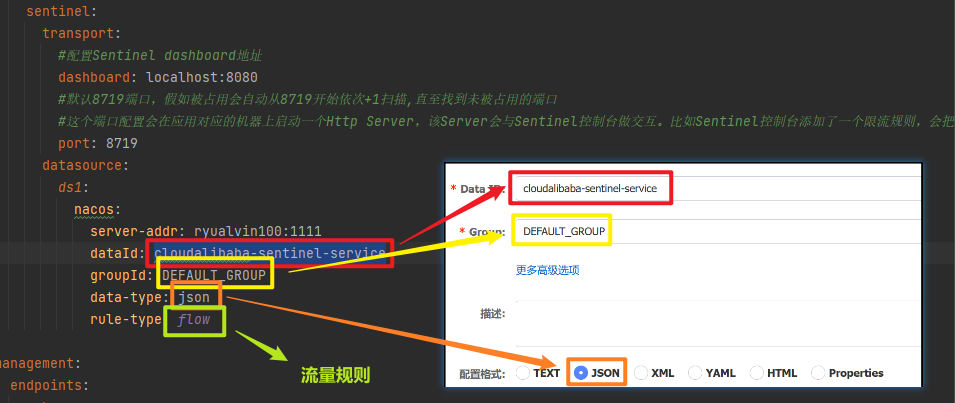 sentinel:
transport:
#配置Sentinel dashboard地址
dashboard: localhost:8080
#默认8719端口，假如被占用会自动从8719开始依次+1扫描,直至找到未被占用的端口
#这个端口配置会在应用对应的机器上启动一个Http Server，该Server会与Sentinel控制台做交互。比如Sentinel控制台添加了一个限流规则，会把
port: 8719
datasource:
ds1:
nacos:
server-addr: ryualvin100:1111
dataId: cloudalibaba-sentinel-service
groupId: DEFAULT_GROUP
data-type: json
rule-type: flow
流量规则
anagement:
endpoints:
* Data ID:
cloudalibaba-sentinel-service
* Group:
DEFAULT_GROUP
更多高级选项
描述:
配置格式: TEXT JSON XML YAML HTML Properties